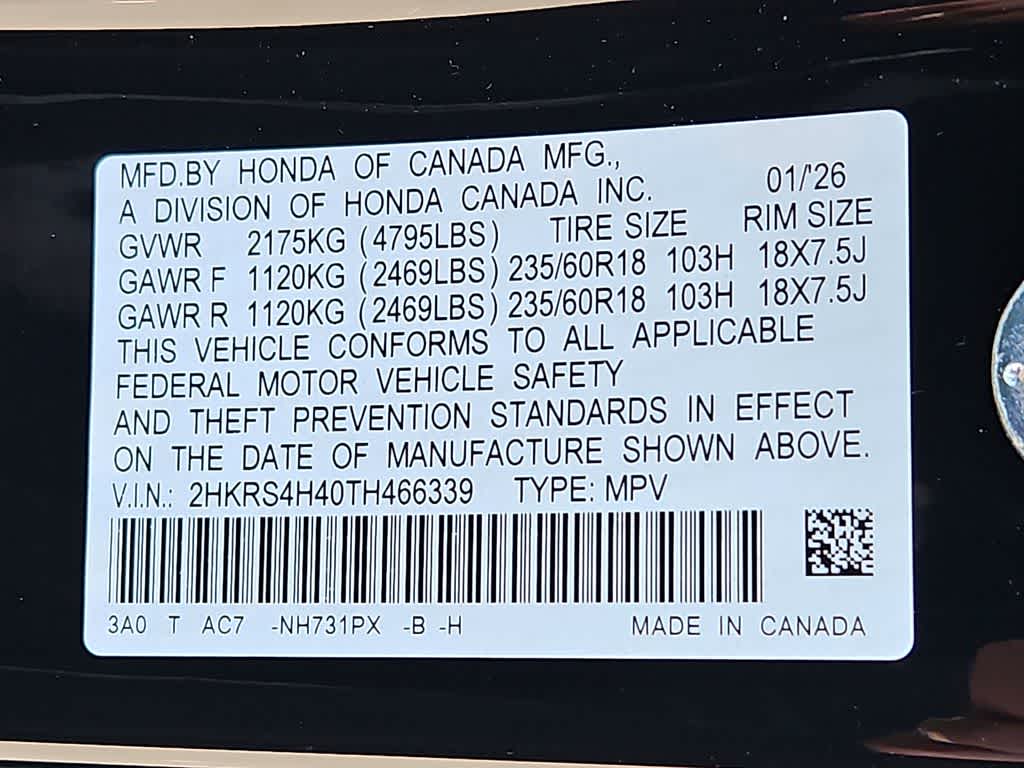 MFD.BY HONDA OF CANADA MFG.,
A DIVISION OF HONDA CANADA INC. 01/'26
GVWR 2175KG (4795LBS) TIRE SIZE RIM SIZE
GAWR F 1120KG (2469LBS) 235/60R18 103H 18X7.5J
GAWR R 1120KG (2469LBS) 235/60R18 103H 18X7.5J
THIS VEHICLE CONFORMS TO ALL APPLICABLE
FEDERAL MOTOR VEHICLE SAFETY
AND THEFT PREVENTION STANDARDS IN EFFECT
ON THE DATE OF MANUFACTURE SHOWN ABOVE.
V.I.N.: 2HKRS4H40TH466339 TYPE: MPV
3A0 T AC7 -NH731PX -B -H MADE IN CANADA